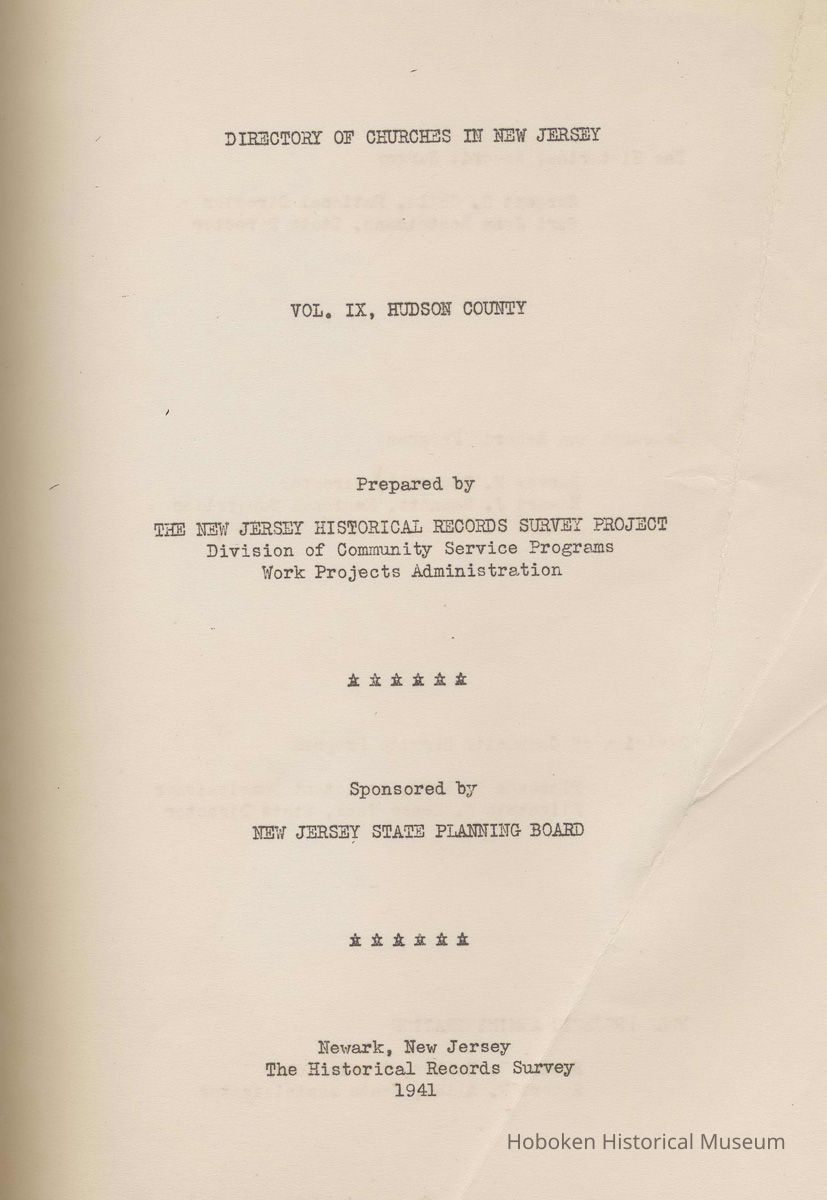 DIRECTORY OF CHURCHES IN NEW JERSEY
VOL. IX, HUDSON COUNTY
Prepared by
THE NEW JERSEY HISTORICAL RECORDS SURVEY PROJECT
Division of Community Service Programs
Work Projects Administration
* * * * * *
Sponsored by
NEW JERSEY STATE PLANNING BOARD
* * * * * *
Newark, New Jersey
The Historical Records Survey
1941
Hoboken Historical Museum